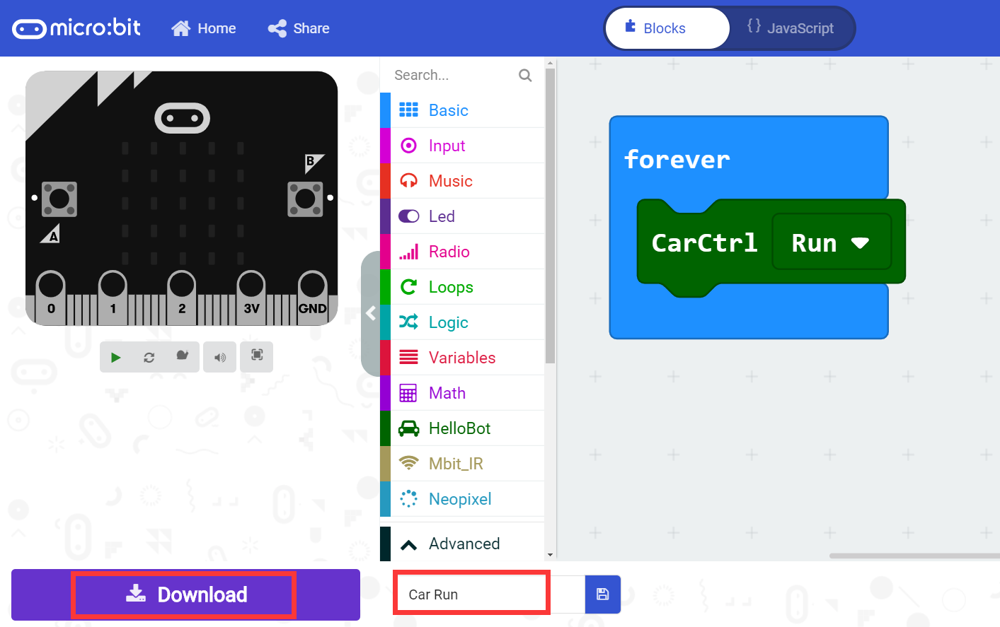 micro:bit Home Share Blocks {} JavaScript
Search...
Basic
Input
Music
Led
Radio
Loops
Logic
Variables
Math
HelloBot
Mbit_IR
Neopixel
Advanced
B
A
0 1 2 3V GND
forever
CarCtrl Run
Download
Car Run